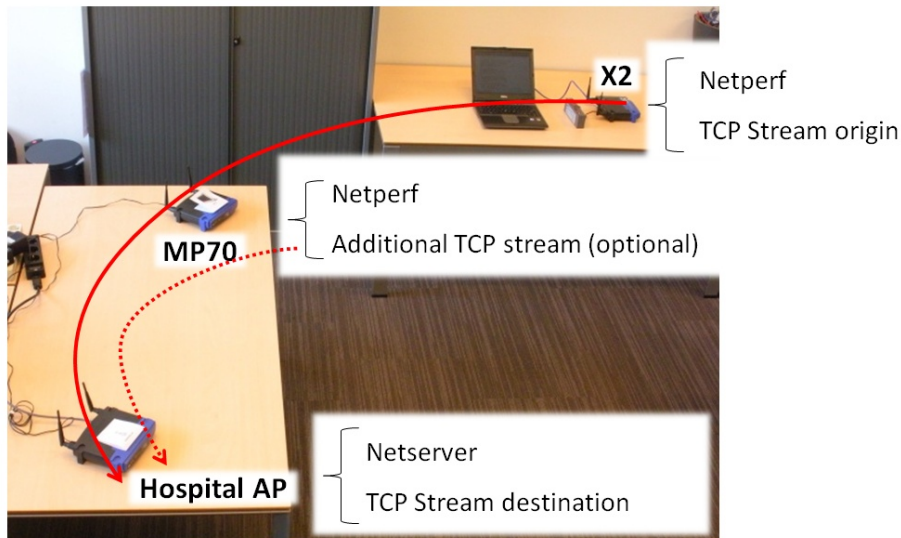 X2
Netperf
TCP Stream origin
Netperf
MP70
Additional TCP stream (optional)
Netserver
Hospital AP
TCP Stream destination